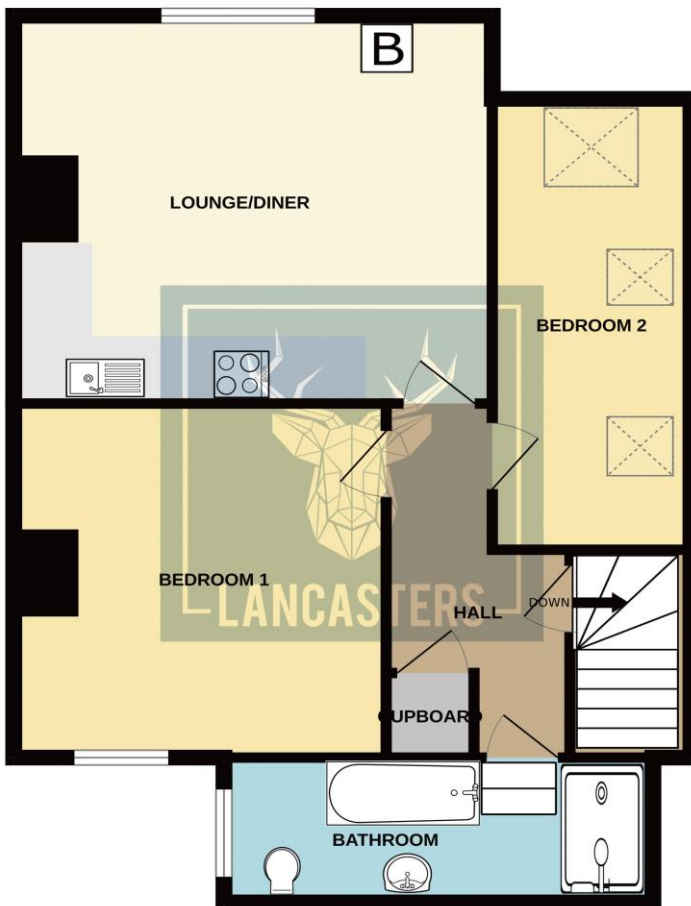 B
LOUNGE/DINER
BEDROOM 2
BEDROOM 1
LANCASTERS
HALL
DOWN
CUPBOARD
BATHROOM